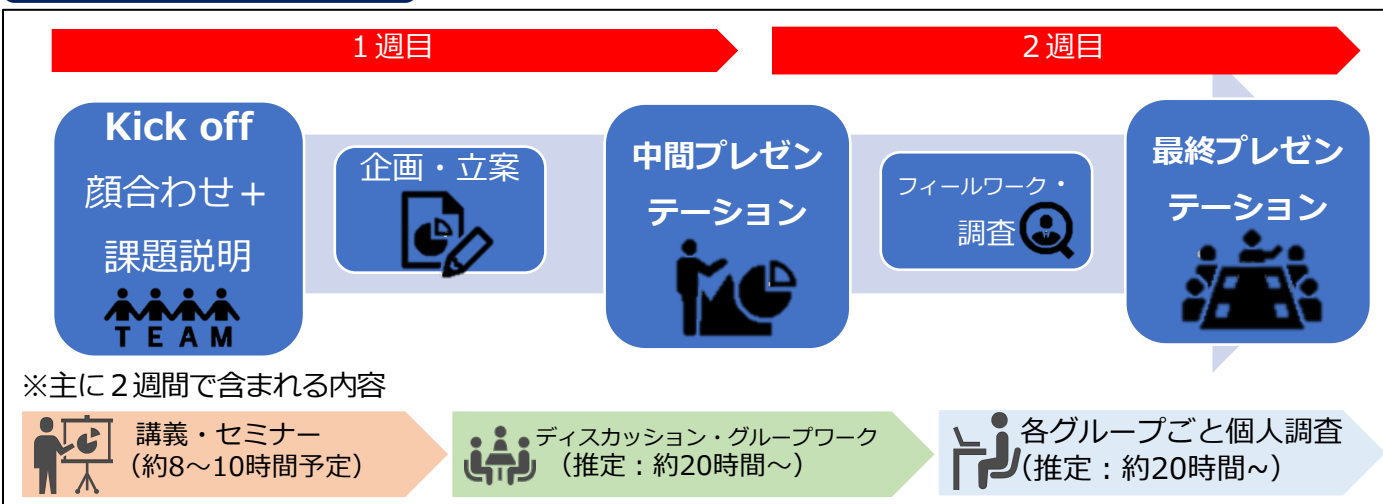 １週目
２週目
Kick off
顔合わせ＋
課題説明
TEAM
企画・立案
中間プレゼン
テーション
フィールワーク・
調査
最終プレゼン
テーション
※主に２週間で含まれる内容
講義・セミナー
（約8～10時間予定）
ディスカッション・グループワーク
（推定：約20時間～）
各グループごと個人調査
（推定：約20時間~）